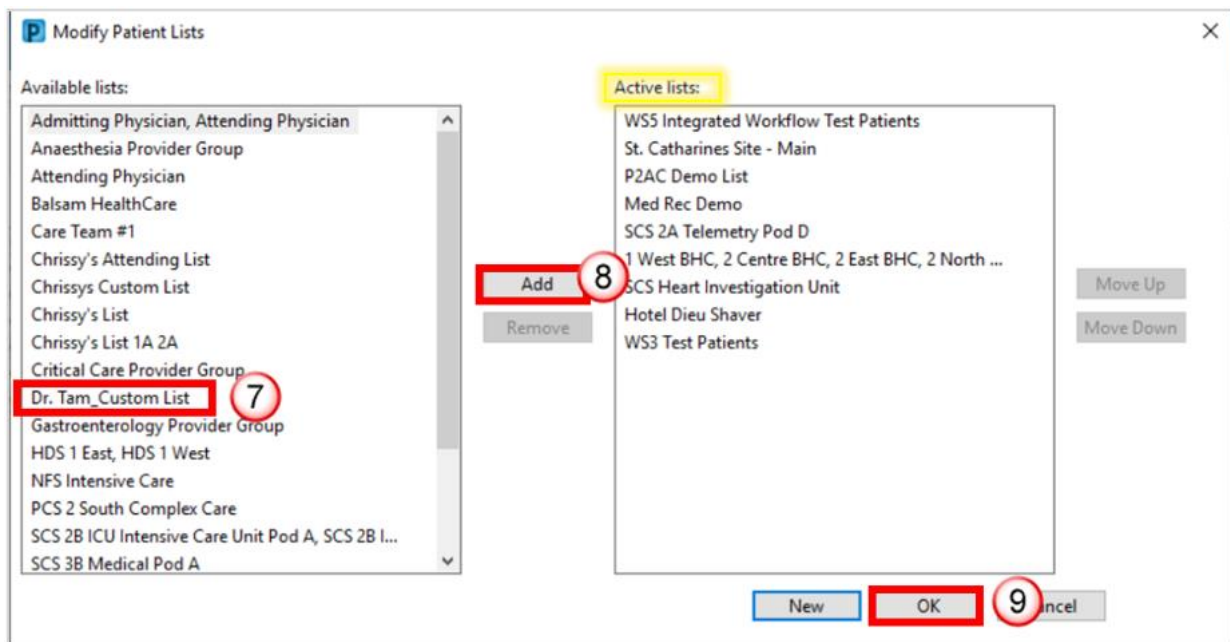 P Modify Patient Lists
Available lists:
Admitting Physician, Attending Physician
Anaesthesia Provider Group
Attending Physician
Balsam HealthCare
Care Team #1
Chrissy's Attending List
Chrissys Custom List
Chrissy's List
Chrissy's List 1A 2A
Critical Care Provider Group
Dr. Tam_Custom List
7
Gastroenterology Provider Group
HDS 1 East, HDS 1 West
NFS Intensive Care
PCS 2 South Complex Care
SCS 2B ICU Intensive Care Unit Pod A, SCS 2B I...
SCS 3B Medical Pod A
Add
8
Remove
Active lists:
WS5 Integrated Workflow Test Patients
St. Catharines Site - Main
P2AC Demo List
Med Rec Demo
SCS 2A Telemetry Pod D
1 West BHC, 2 Centre BHC, 2 East BHC, 2 North ...
SCS Heart Investigation Unit
Hotel Dieu Shaver
WS3 Test Patients
Move Up
Move Down
New
OK
9
ncel